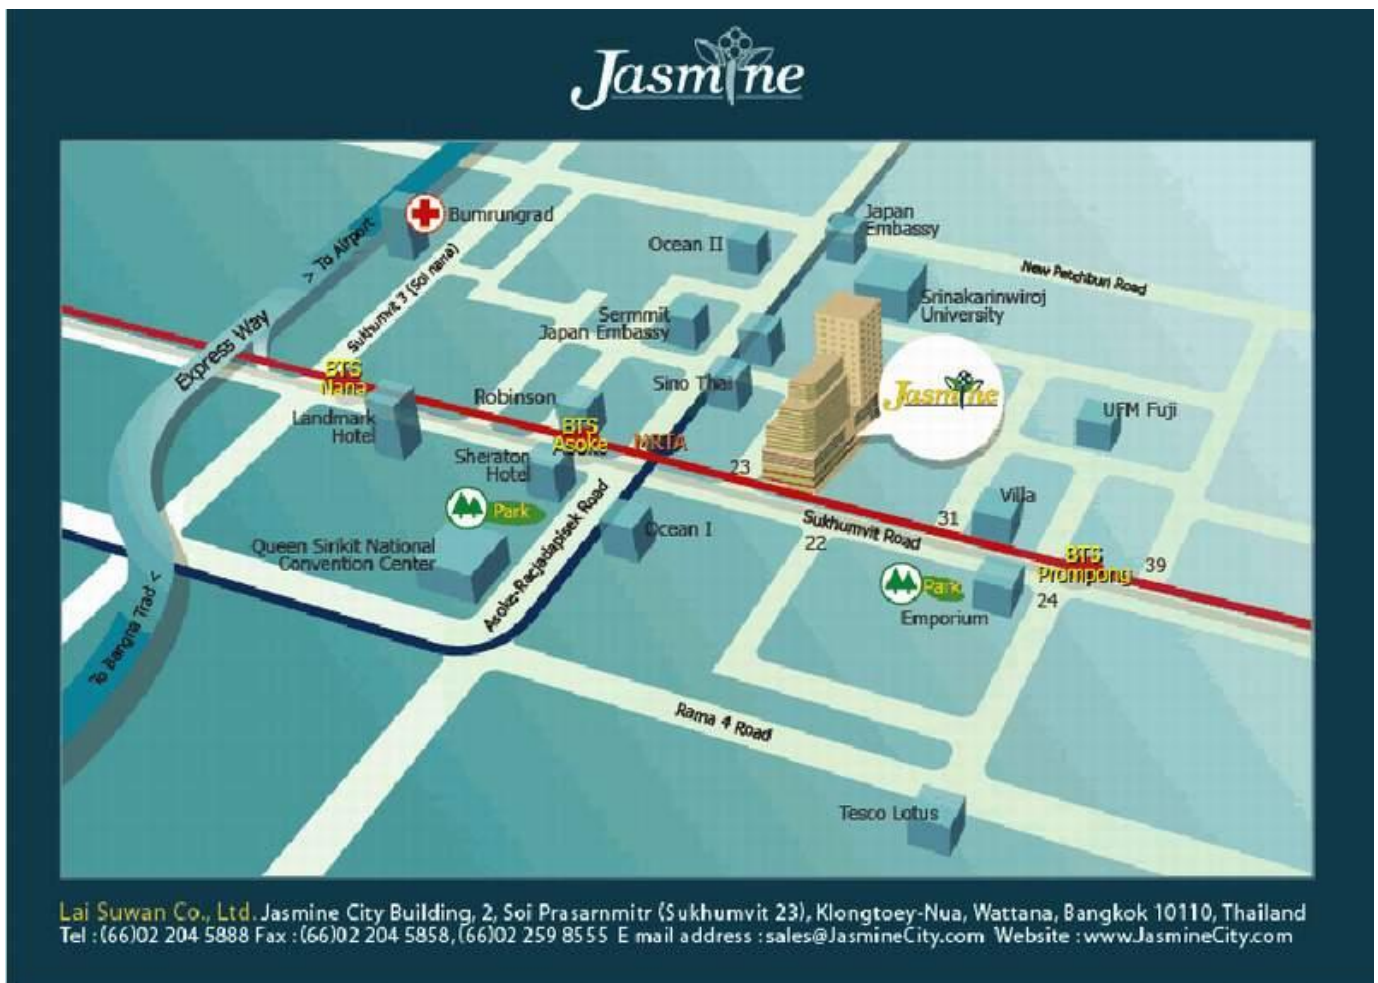 Jasmine
Bumrungrad
> To Airport
Sukhumvit 3 (Soi nana)
Express Way
Japan
Embassy
Ocean II
New Petchburi Road
Srinakarinwiroj
University
Sermmit
Japan Embassy
Sino Thai
Jasmine
UFM Fuji
BTS
Nana
Landmark
Hotel
Robinson
BTS
Asoke
MRTA
Sheraton
Hotel
23
Park
Ocean I
Asoke-Racjadapisek Road
Queen Sirikit National
Convention Center
Villa
31
Sukhumvit Road
22
BTS
Prompong
39
24
Park
Emporium
To Bangna Trad <
Rama 4 Road
Tesco Lotus
Lai Suwan Co., Ltd. Jasmine City Building, 2, Soi Prasarnmitr (Sukhumvit 23), Klongtoey-Nua, Wattana, Bangkok 10110, Thailand
Tel :(66)02 204 5888 Fax :(66)02 204 5858,(66)02 259 8555 E mail address :sales@JasmineCity.com Website :www.JasmineCity.com